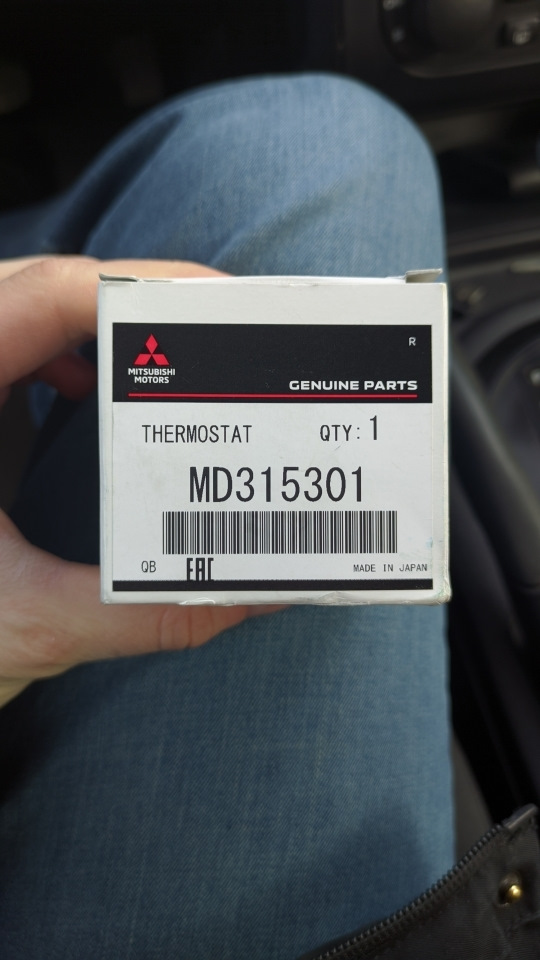 R
MITSUBISHI
MOTORS
GENUINE PARTS
THERMOSTAT QTY: 1
MD315301
QB EAC MADE IN JAPAN